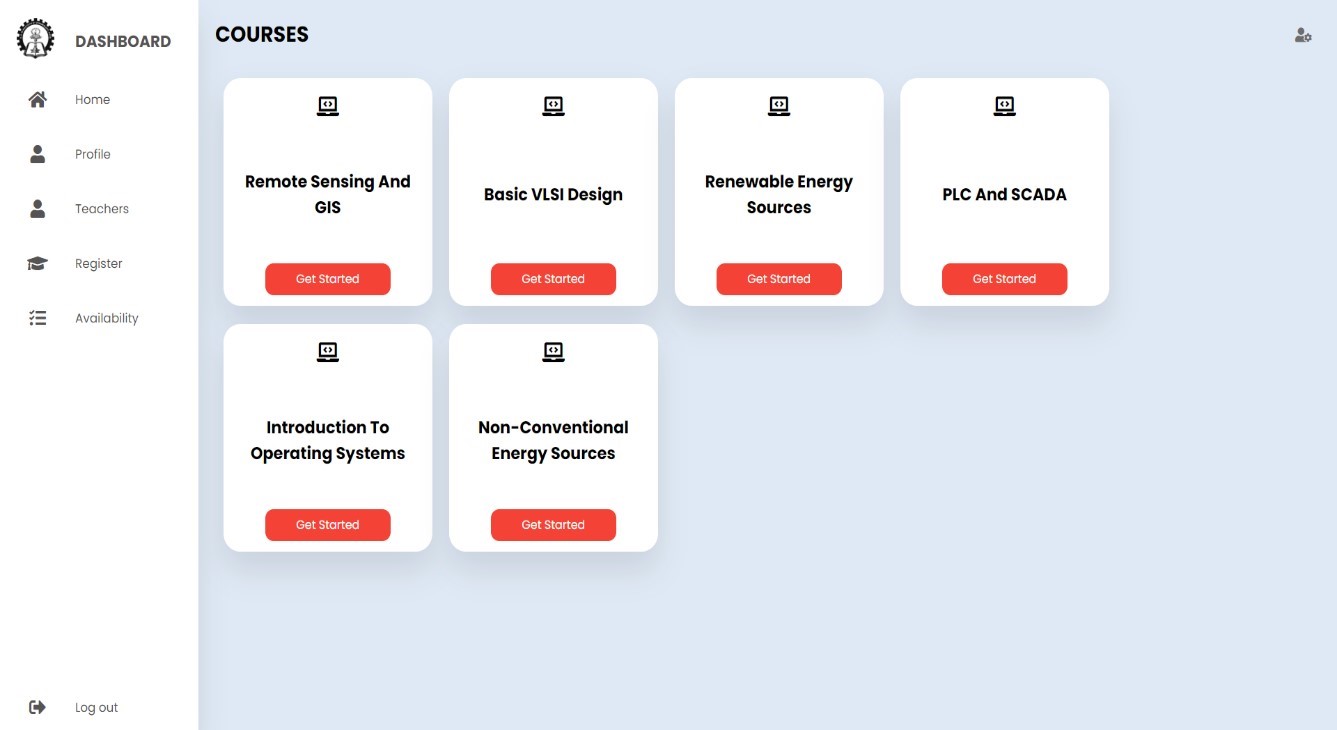 DASHBOARD
Home
Profile
Teachers
Register
Availability
Log out
COURSES
Remote Sensing And
GIS
Get Started
Basic VLSI Design
Get Started
Renewable Energy
Sources
Get Started
PLC And SCADA
Get Started
Introduction To
Operating Systems
Get Started
Non-Conventional
Energy Sources
Get Started